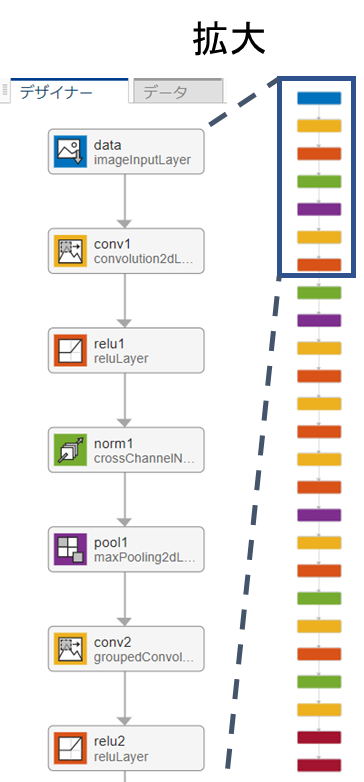 拡大
デザイナー
データ
data
imageInputLayer
conv1
convolution2dL...
relu1
reluLayer
norm1
crossChannelN...
pool1
maxPooling2dL...
conv2
groupedConvol...
relu2
reluLayer